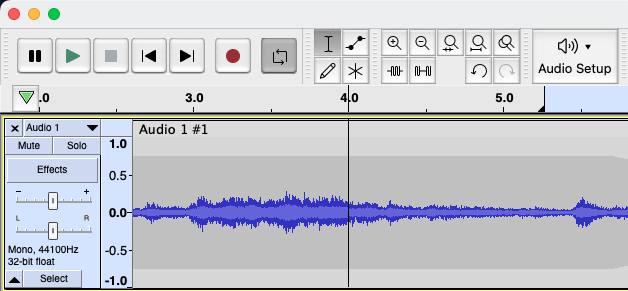 Audio Setup
.0 3.0 4.0 5.0
Audio 1
Audio 1 #1
Mute Solo
Effects
- +
L R
Mono, 44100Hz
32-bit float
Select
1.0
0.5
0.0
-0.5
-1.0